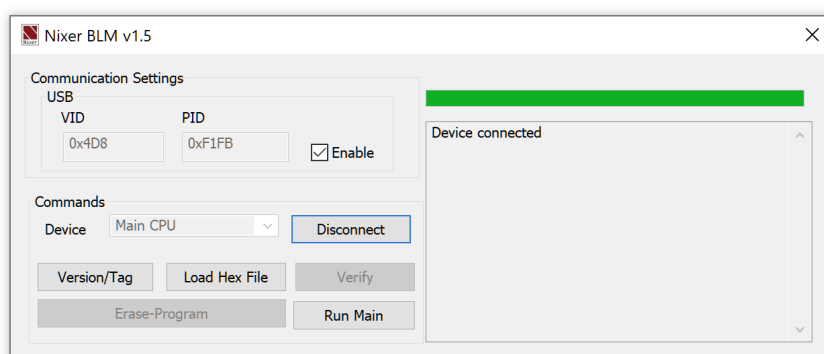 Nixer BLM v1.5
Communication Settings
USB
VID PID
0x4D8 0xF1FB Enable
Device connected
Commands
Device Main CPU Disconnect
Version/Tag Load Hex File Verify
Erase-Program Run Main